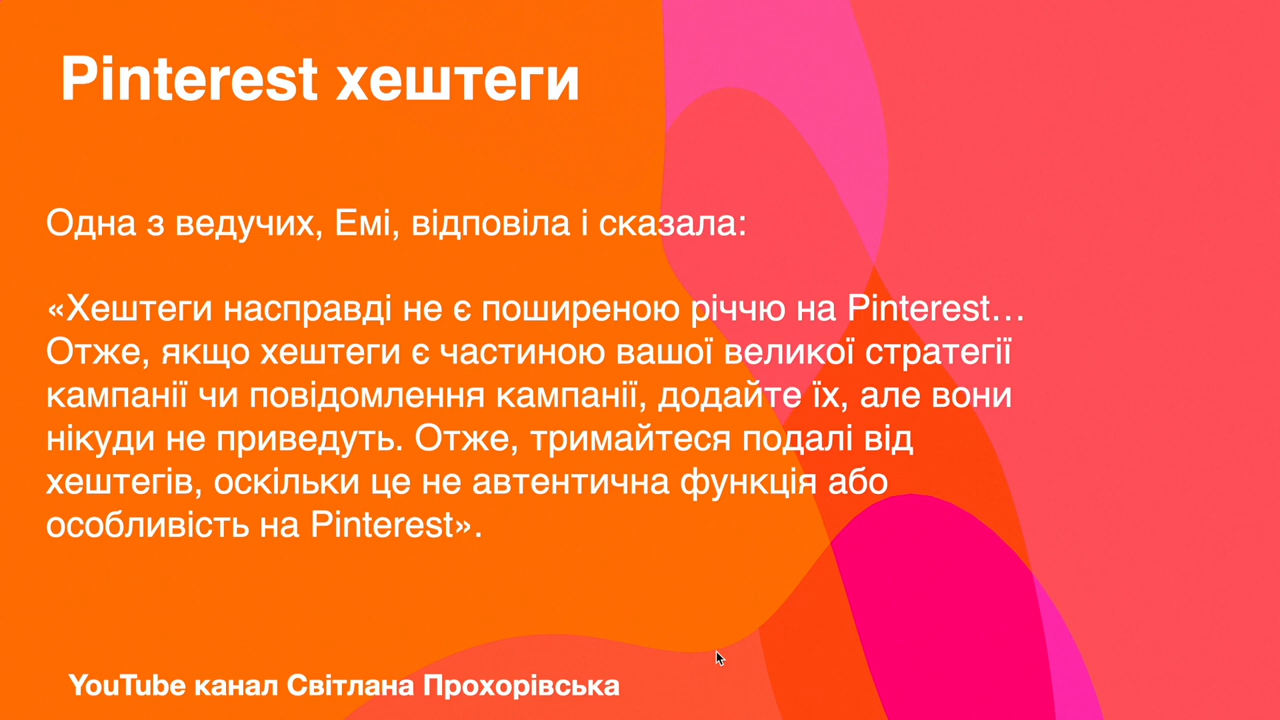 Pinterest хештеги
Одна з ведучих, Емі, відповіла і сказала:
«Хештеги насправді не є поширеною річчю на Pinterest…
Отже, якщо хештеги є частиною вашої великої стратегії
кампанії чи повідомлення кампанії, додайте їх, але вони
нікуди не приведуть. Отже, тримайтеся подалі від
хештегів, оскільки це не автентична функція або
особливість на Pinterest».
YouTube канал Світлана Прохорівська